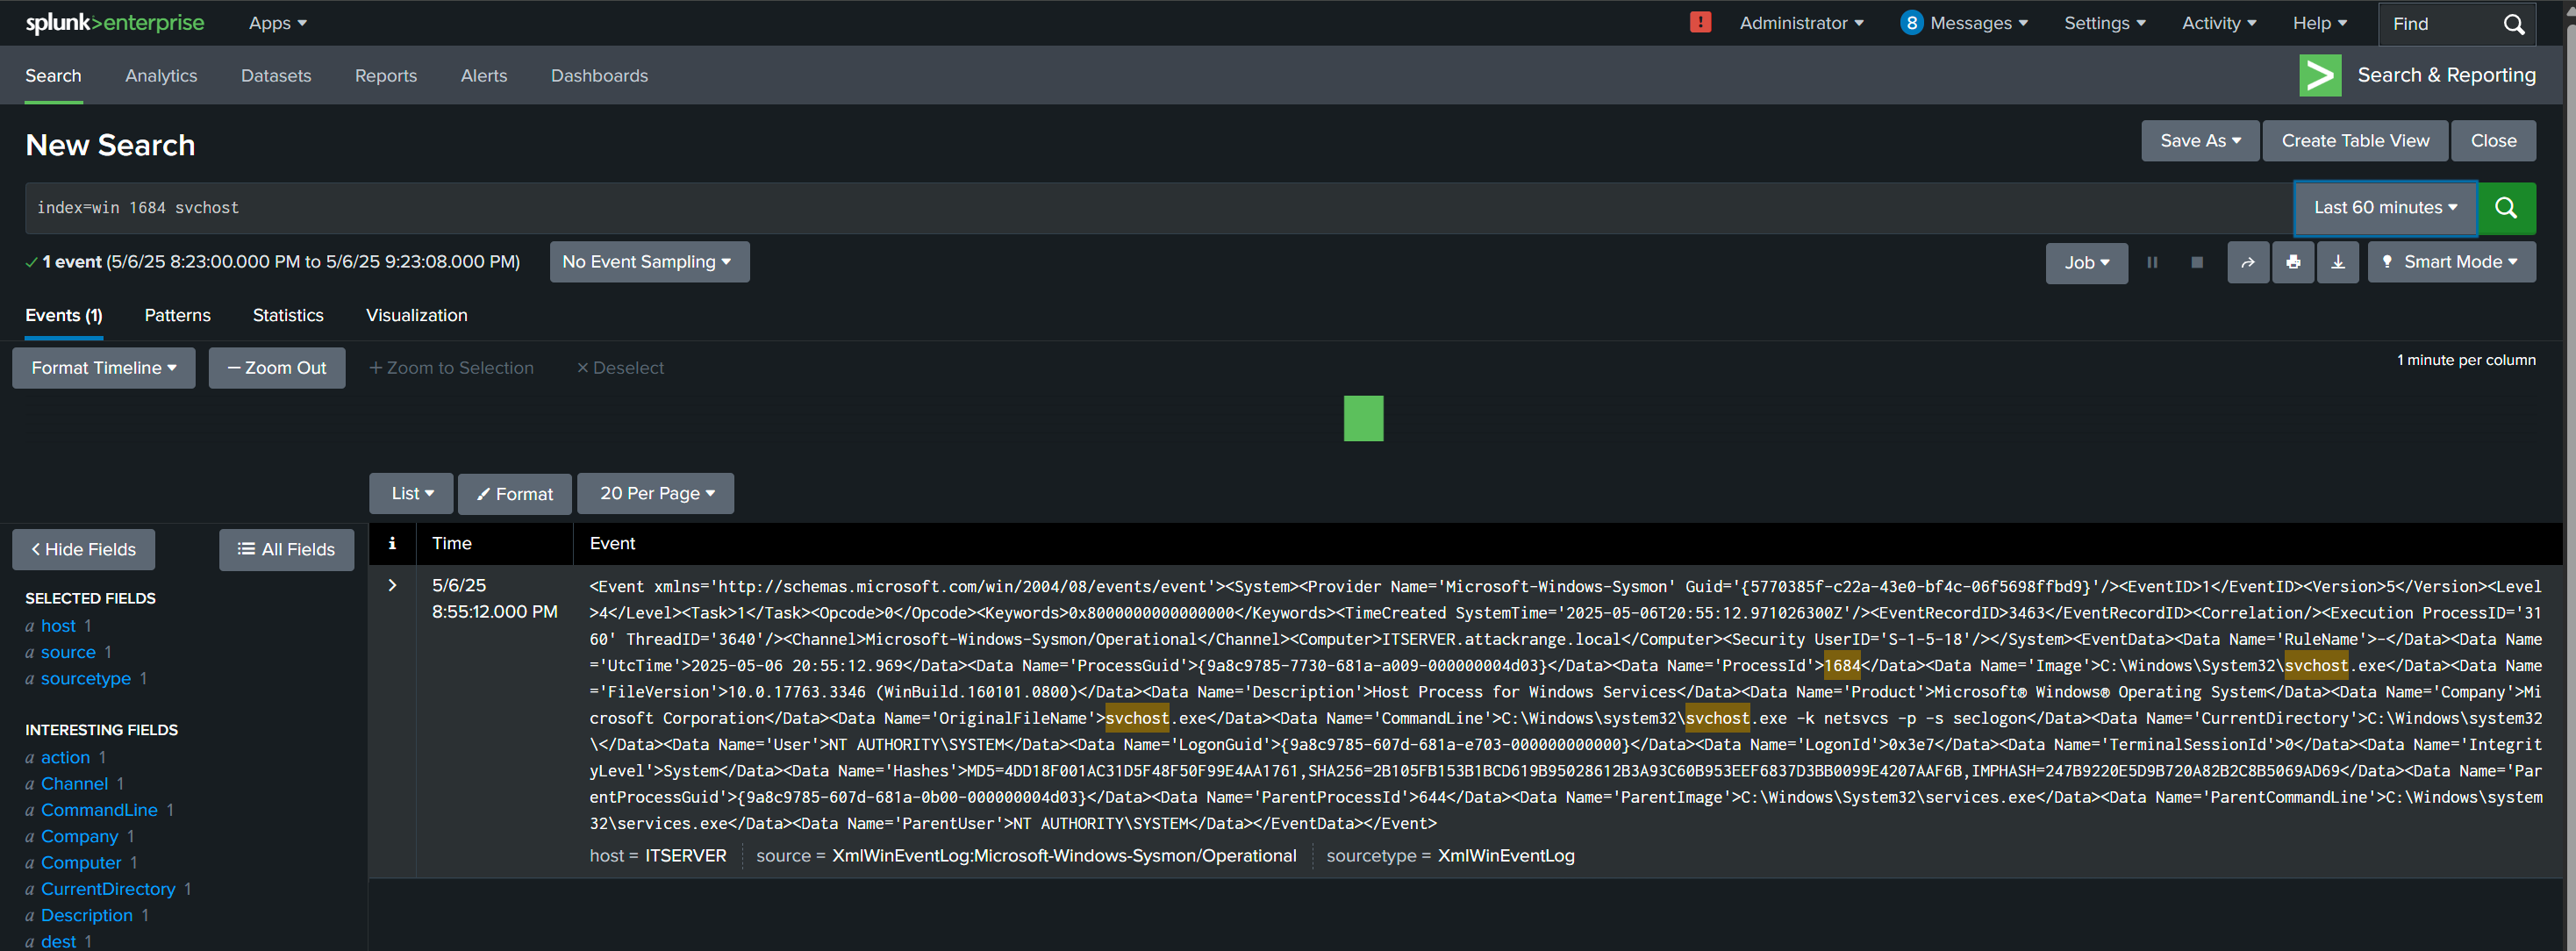 splunk>enterprise Apps ! Administrator 8 Messages Settings Activity Help Find
Search Analytics Datasets Reports Alerts Dashboards > Search & Reporting
New Search Save As Create Table View Close
index=win 1684 svchost Last 60 minutes
✓ 1 event (5/6/25 8:23:00.000 PM to 5/6/25 9:23:08.000 PM) No Event Sampling Job Smart Mode
Events (1) Patterns Statistics Visualization
Format Timeline — Zoom Out + Zoom to Selection × Deselect 1 minute per column
List Format 20 Per Page
< Hide Fields All Fields
i Time Event
SELECTED FIELDS
a host 1
a source 1
a sourcetype 1
INTERESTING FIELDS
a action 1
a Channel 1
a CommandLine 1
a Company 1
a Computer 1
a CurrentDirectory 1
a Description 1
a dest 1
> 5/6/25
8:55:12.000 PM
<Event xmlns='http://schemas.microsoft.com/win/2004/08/events/event'><System><Provider Name='Microsoft-Windows-Sysmon' Guid='{5770385f-c22a-43e0-bf4c-06f5698ffbd9}'/><EventID>1</EventID><Version>5</Version><Level
>4</Level><Task>1</Task><Opcode>0</Opcode><Keywords>0x8000000000000000</Keywords><TimeCreated SystemTime='2025-05-06T20:55:12.971026300Z'/><EventRecordID>3463</EventRecordID><Correlation/><Execution ProcessID='31
60' ThreadID='3640'/><Channel>Microsoft-Windows-Sysmon/Operational</Channel><Computer>ITSERVER.attackrange.local</Computer><Security UserID='S-1-5-18'/></System><EventData><Data Name='RuleName'>-</Data><Data Name
='UtcTime'>2025-05-06 20:55:12.969</Data><Data Name='ProcessGuid'>{9a8c9785-7730-681a-a009-000000004d03}</Data><Data Name='ProcessId'>1684</Data><Data Name='Image'>C:\Windows\System32\svchost.exe</Data><Data Name
='FileVersion'>10.0.17763.3346 (WinBuild.160101.0800)</Data><Data Name='Description'>Host Process for Windows Services</Data><Data Name='Product'>Microsoft® Windows® Operating System</Data><Data Name='Company'>Mi
crosoft Corporation</Data><Data Name='OriginalFileName'>svchost.exe</Data><Data Name='CommandLine'>C:\Windows\system32\svchost.exe -k netsvcs -p -s seclogon</Data><Data Name='CurrentDirectory'>C:\Windows\system32
\</Data><Data Name='User'>NT AUTHORITY\SYSTEM</Data><Data Name='LogonGuid'>{9a8c9785-607d-681a-e703-000000000000}</Data><Data Name='LogonId'>0x3e7</Data><Data Name='TerminalSessionId'>0</Data><Data Name='Integrit
yLevel'>System</Data><Data Name='Hashes'>MD5=4DD18F001AC31D5F48F50F99E4AA1761,SHA256=2B105FB153B1BCD619B95028612B3A93C60B953EEF6837D3BB0099E4207AAF6B,IMPHASH=247B9220E5D9B720A82B2C8B5069AD69</Data><Data Name='Par
entProcessGuid'>{9a8c9785-607d-681a-0b00-000000004d03}</Data><Data Name='ParentProcessId'>644</Data><Data Name='ParentImage'>C:\Windows\System32\services.exe</Data><Data Name='ParentCommandLine'>C:\Windows\system
32\services.exe</Data><Data Name='ParentUser'>NT AUTHORITY\SYSTEM</Data></EventData></Event>
host = ITSERVER source = XmlWinEventLog:Microsoft-Windows-Sysmon/Operational sourcetype = XmlWinEventLog